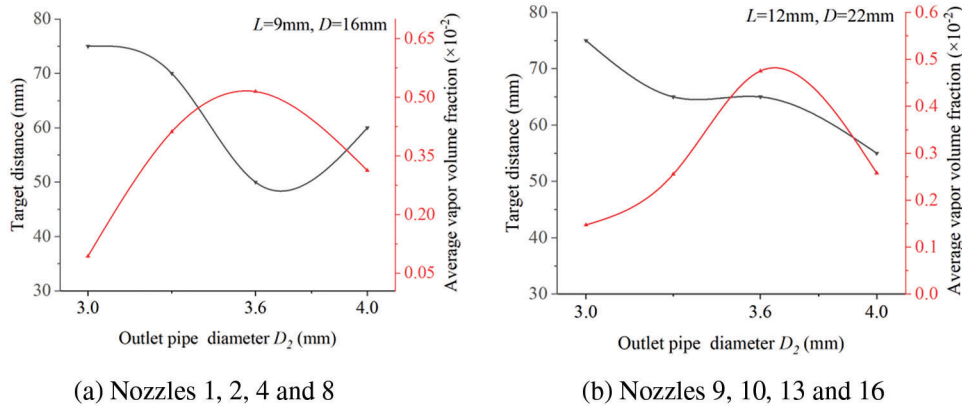 L=9mm, D=16mm
Target distance (mm)
80
70
60
50
40
30
Average vapor volume fraction (×10⁻²)
0.65
0.50
0.35
0.20
0.05
3.0 3.6 4.0
Outlet pipe diameter D₂ (mm)
(a) Nozzles 1, 2, 4 and 8
L=12mm, D=22mm
Target distance (mm)
80
70
60
50
40
30
Average vapor volume fraction (×10⁻²)
0.6
0.5
0.4
0.3
0.2
0.1
0.0
3.0 3.6 4.0
Outlet pipe diameter D₂ (mm)
(b) Nozzles 9, 10, 13 and 16